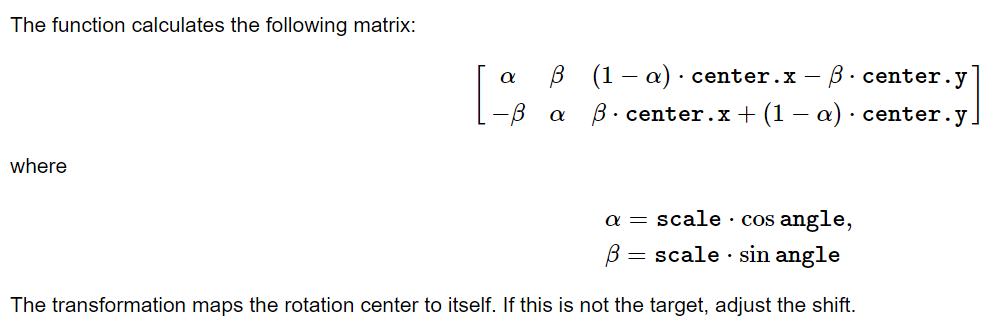 The function calculates the following matrix:
[ α β (1 − α) · center.x − β · center.y ]
[ −β α β · center.x + (1 − α) · center.y ]
where
α = scale · cos angle,
β = scale · sin angle
The transformation maps the rotation center to itself. If this is not the target, adjust the shift.